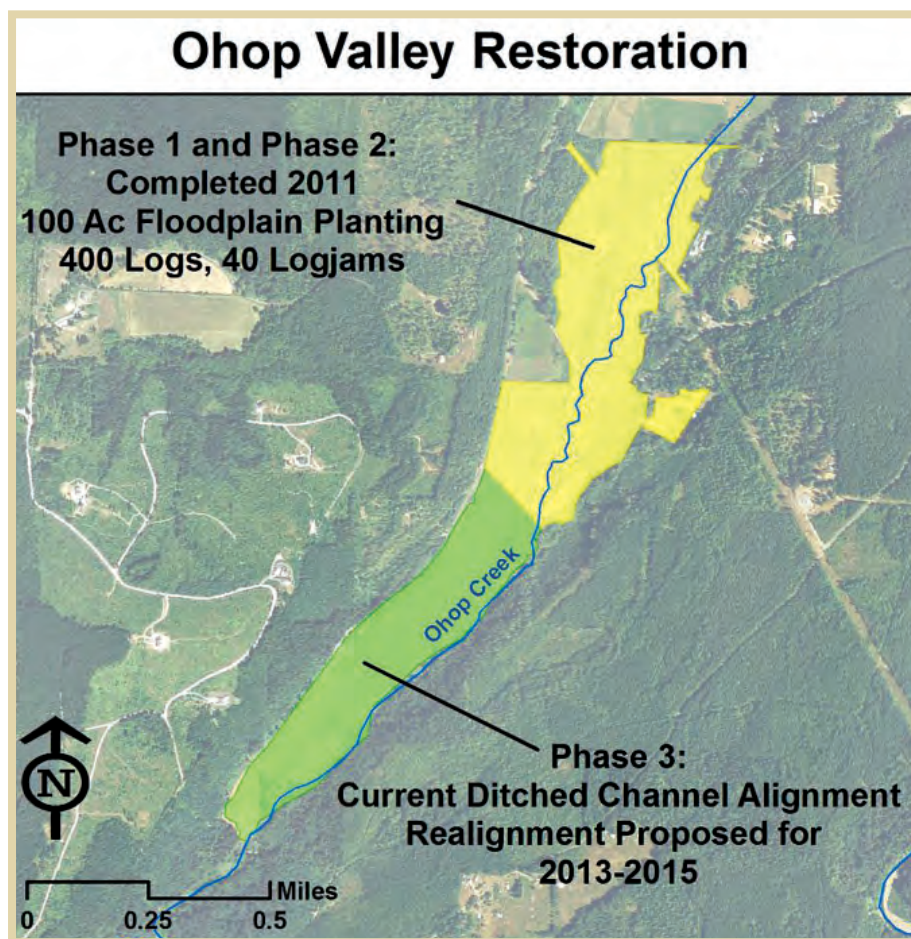 Ohop Valley Restoration
Phase 1 and Phase 2:
Completed 2011
100 Ac Floodplain Planting
400 Logs, 40 Logjams
Ohop Creek
Phase 3:
Current Ditched Channel Alignment
Realignment Proposed for
2013-2015
N
Miles
0 0.25 0.5